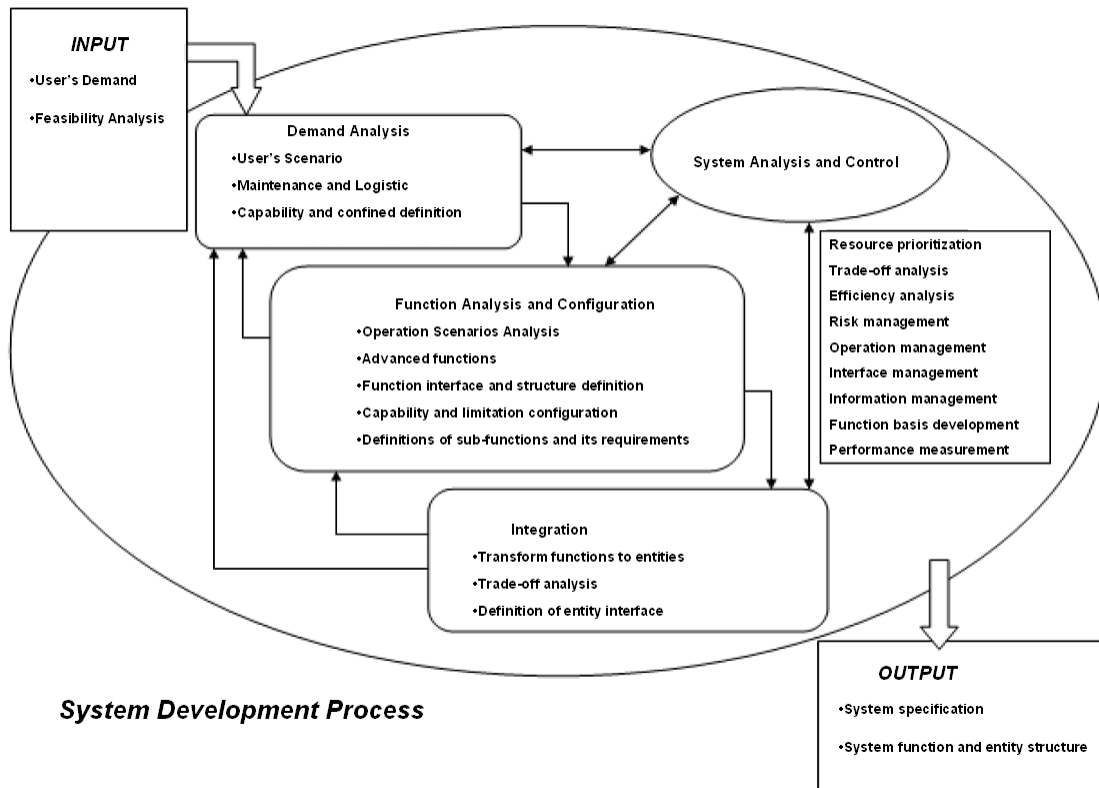 INPUT
•User's Demand
•Feasibility Analysis
Demand Analysis
•User's Scenario
•Maintenance and Logistic
•Capability and confined definition
System Analysis and Control
Resource prioritization
Trade-off analysis
Efficiency analysis
Risk management
Operation management
Interface management
Information management
Function basis development
Performance measurement
Function Analysis and Configuration
•Operation Scenarios Analysis
•Advanced functions
•Function interface and structure definition
•Capability and limitation configuration
•Definitions of sub-functions and its requirements
Integration
•Transform functions to entities
•Trade-off analysis
•Definition of entity interface
System Development Process
OUTPUT
•System specification
•System function and entity structure